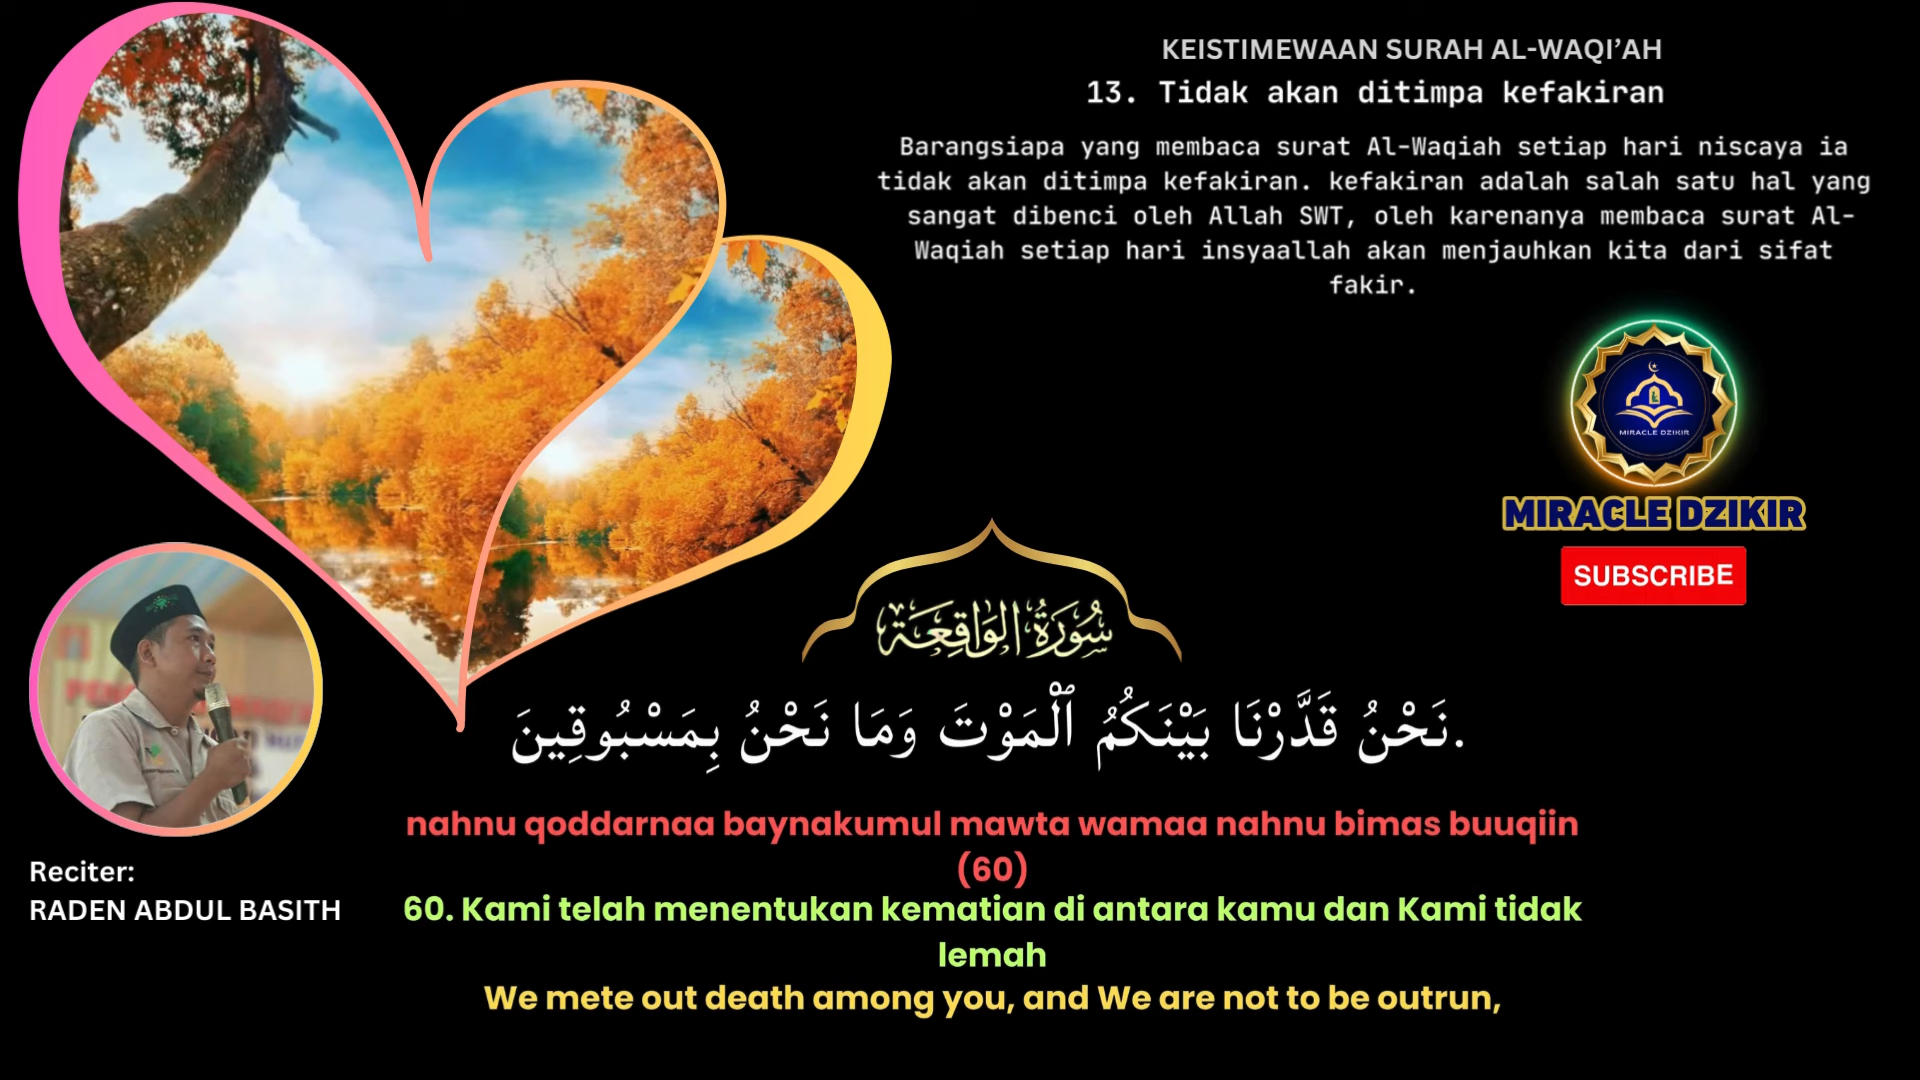 KEISTIMEWAAN SURAH AL-WAQI’AH
13. Tidak akan ditimpa kefakiran
Barangsiapa yang membaca surat Al-Waqiah setiap hari niscaya ia
tidak akan ditimpa kefakiran. kefakiran adalah salah satu hal yang
sangat dibenci oleh Allah SWT, oleh karenanya membaca surat Al-
Waqiah setiap hari insyaallah akan menjauhkan kita dari sifat
fakir.
MIRACLE DZIKIR
MIRACLE DZIKIR
SUBSCRIBE
سُورَةُ الوَاقِعَة
نَحْنُ قَدَّرْنَا بَيْنَكُمُ ٱلْمَوْتَ وَمَا نَحْنُ بِمَسْبُوقِينَ.
nahnu qoddarnaa baynakumul mawta wamaa nahnu bimas buuqiin
(60)
60. Kami telah menentukan kematian di antara kamu dan Kami tidak
lemah
We mete out death among you, and We are not to be outrun,
Reciter:
RADEN ABDUL BASITH